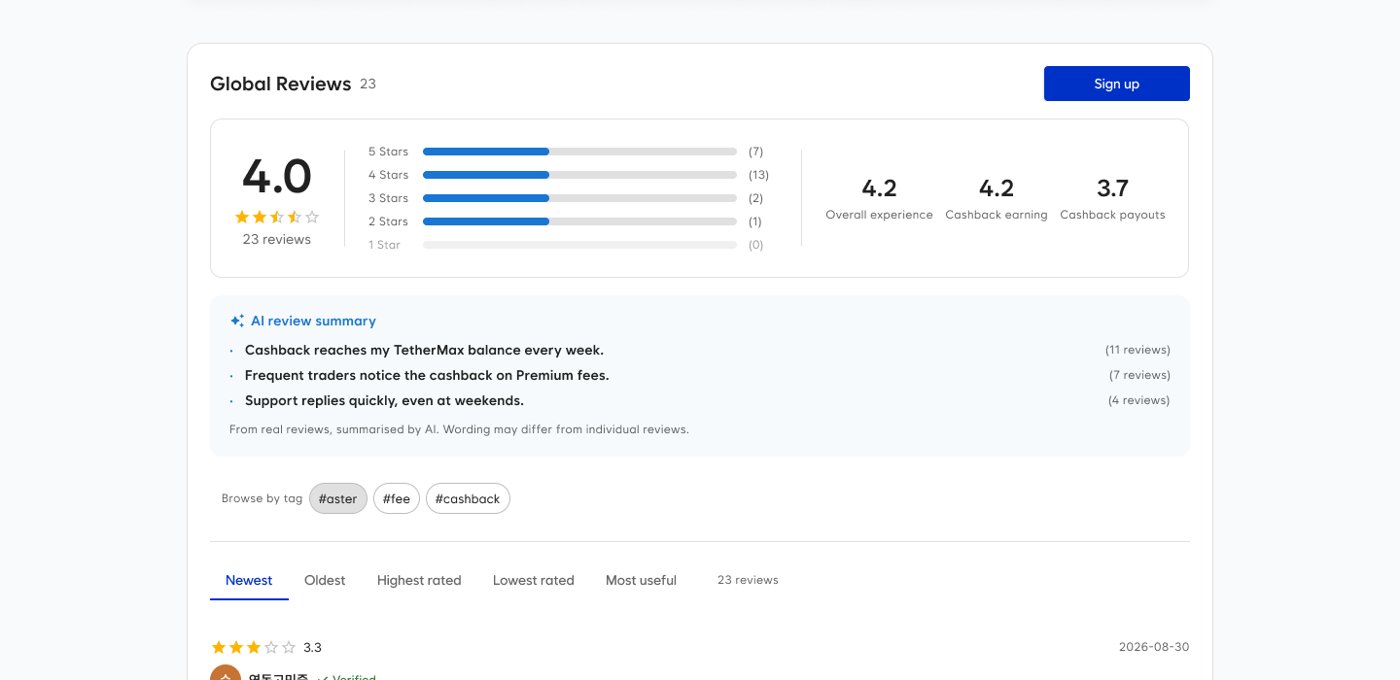 Global Reviews 23
Sign up
4.0
23 reviews
5 Stars (7)
4 Stars (13)
3 Stars (2)
2 Stars (1)
1 Star (0)
4.2 4.2 3.7
Overall experience Cashback earning Cashback payouts
AI review summary
· Cashback reaches my TetherMax balance every week. (11 reviews)
· Frequent traders notice the cashback on Premium fees. (7 reviews)
· Support replies quickly, even at weekends. (4 reviews)
From real reviews, summarised by AI. Wording may differ from individual reviews.
Browse by tag #aster #fee #cashback
Newest Oldest Highest rated Lowest rated Most useful 23 reviews
3.3 2026-08-30
Verified